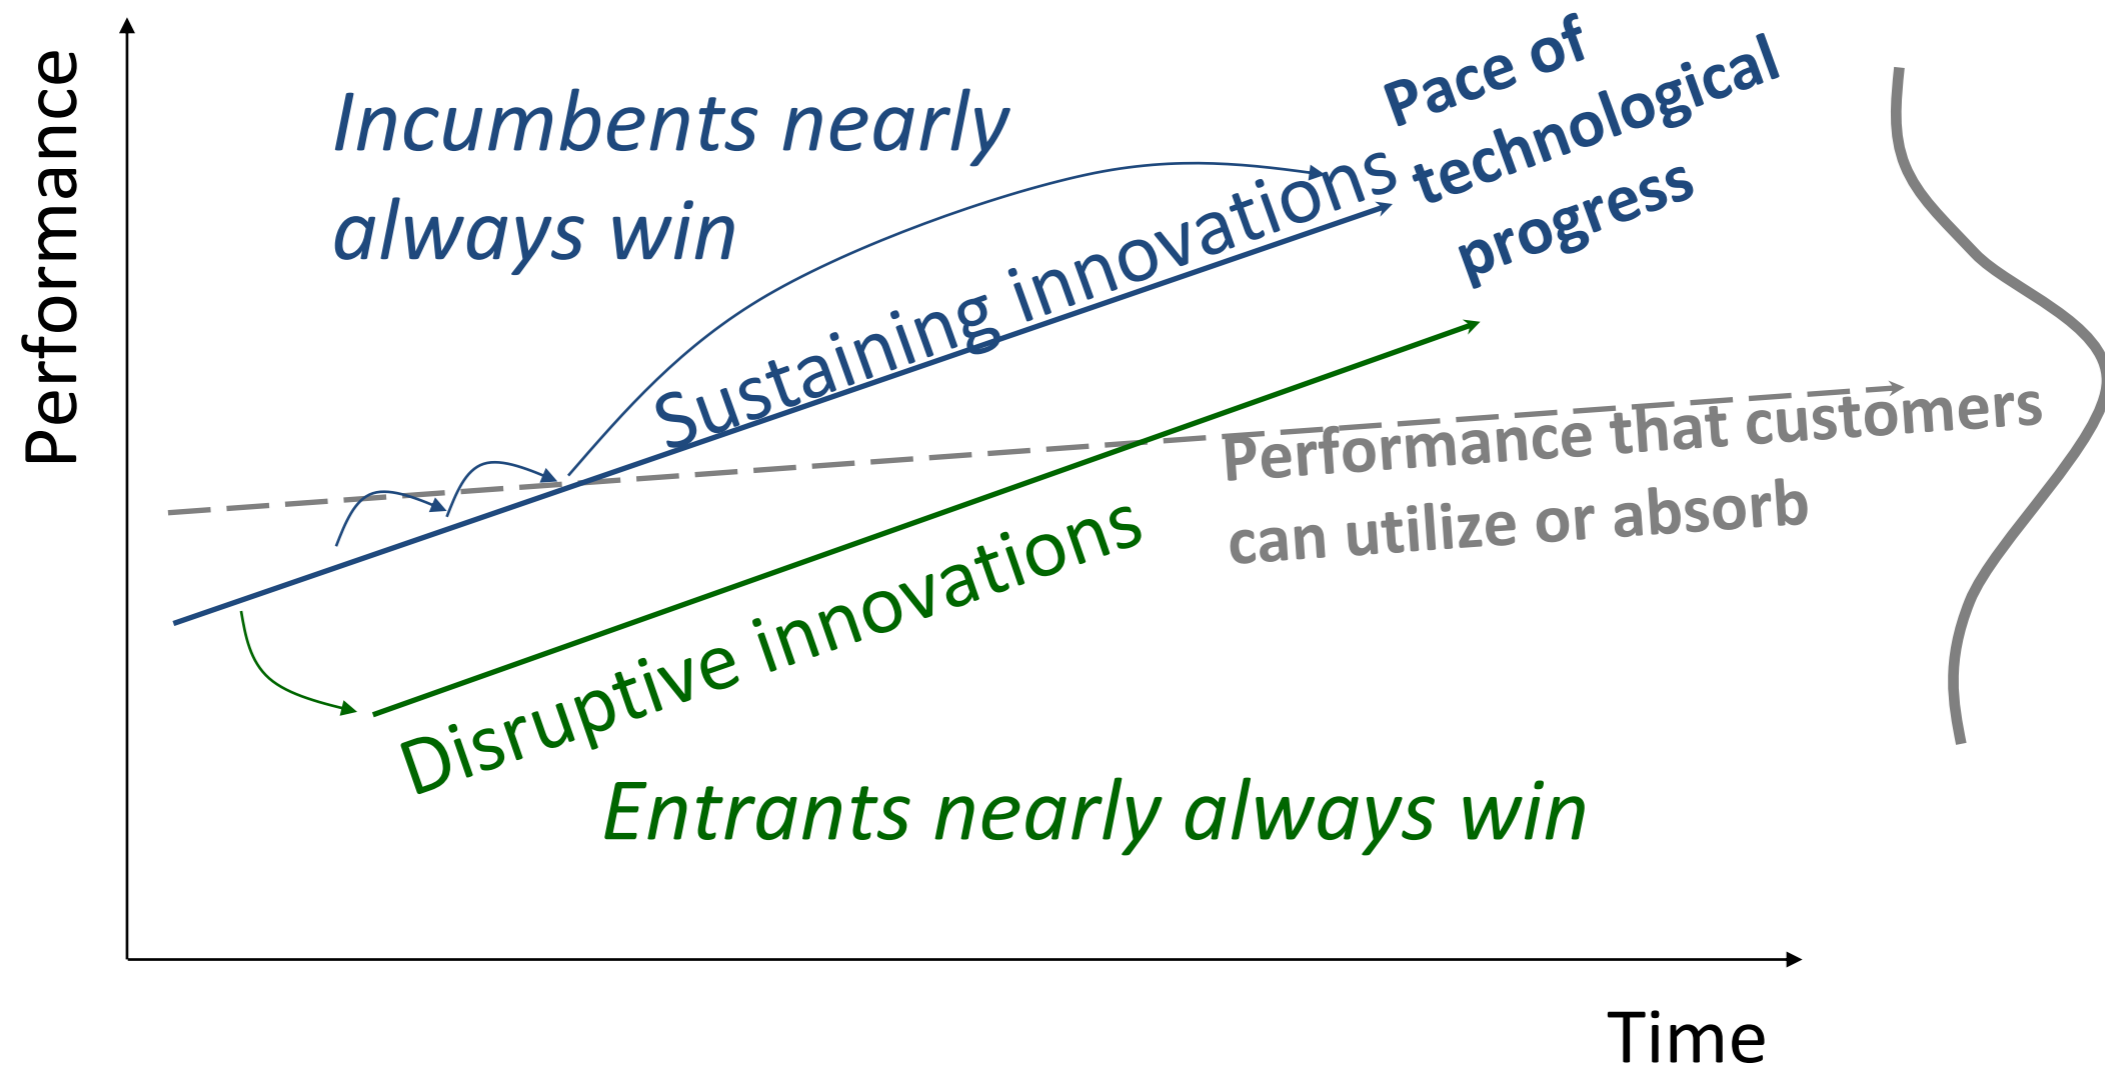 Performance
Incumbents nearly
always win
Pace of
technological
progress
Sustaining innovations
Performance that customers
can utilize or absorb
Disruptive innovations
Entrants nearly always win
Time